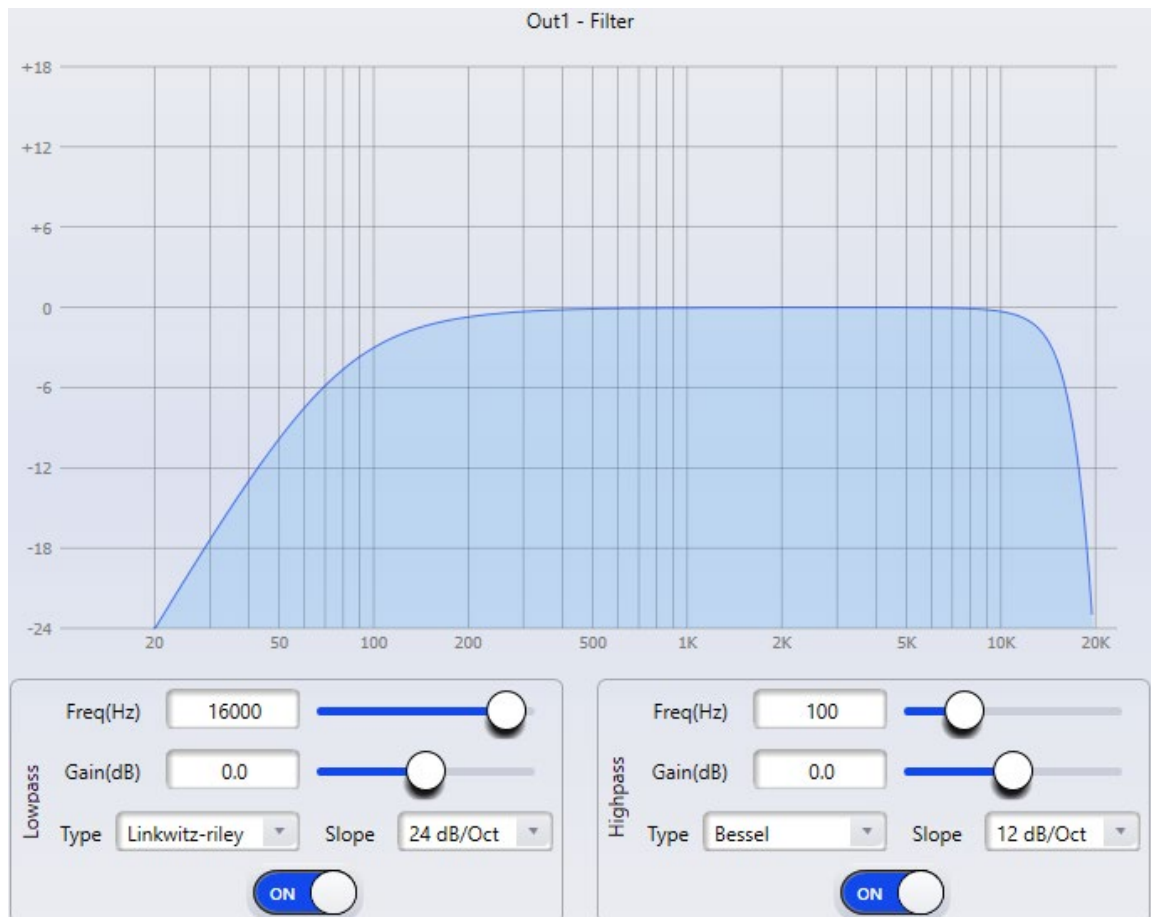 Out1 - Filter
+18
+12
+6
0
-6
-12
-18
-24
20 50 100 200 500 1K 2K 5K 10K 20K
Lowpass
Freq(Hz) 16000
Gain(dB) 0.0
Type Linkwitz-riley Slope 24 dB/Oct
ON
Highpass
Freq(Hz) 100
Gain(dB) 0.0
Type Bessel Slope 12 dB/Oct
ON